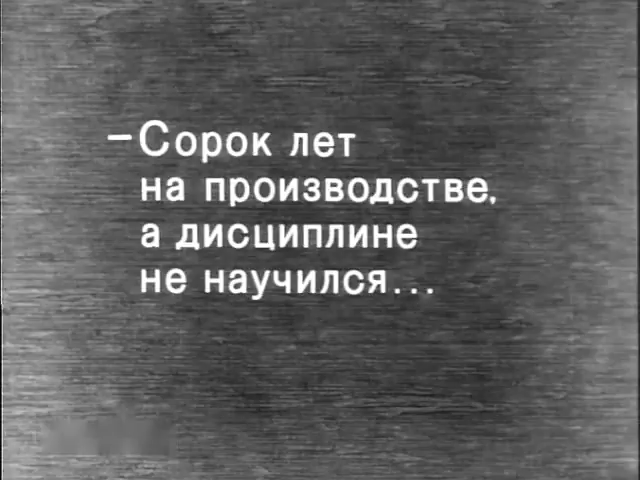 –Сорок лет
на производстве,
а дисциплине
не научился...